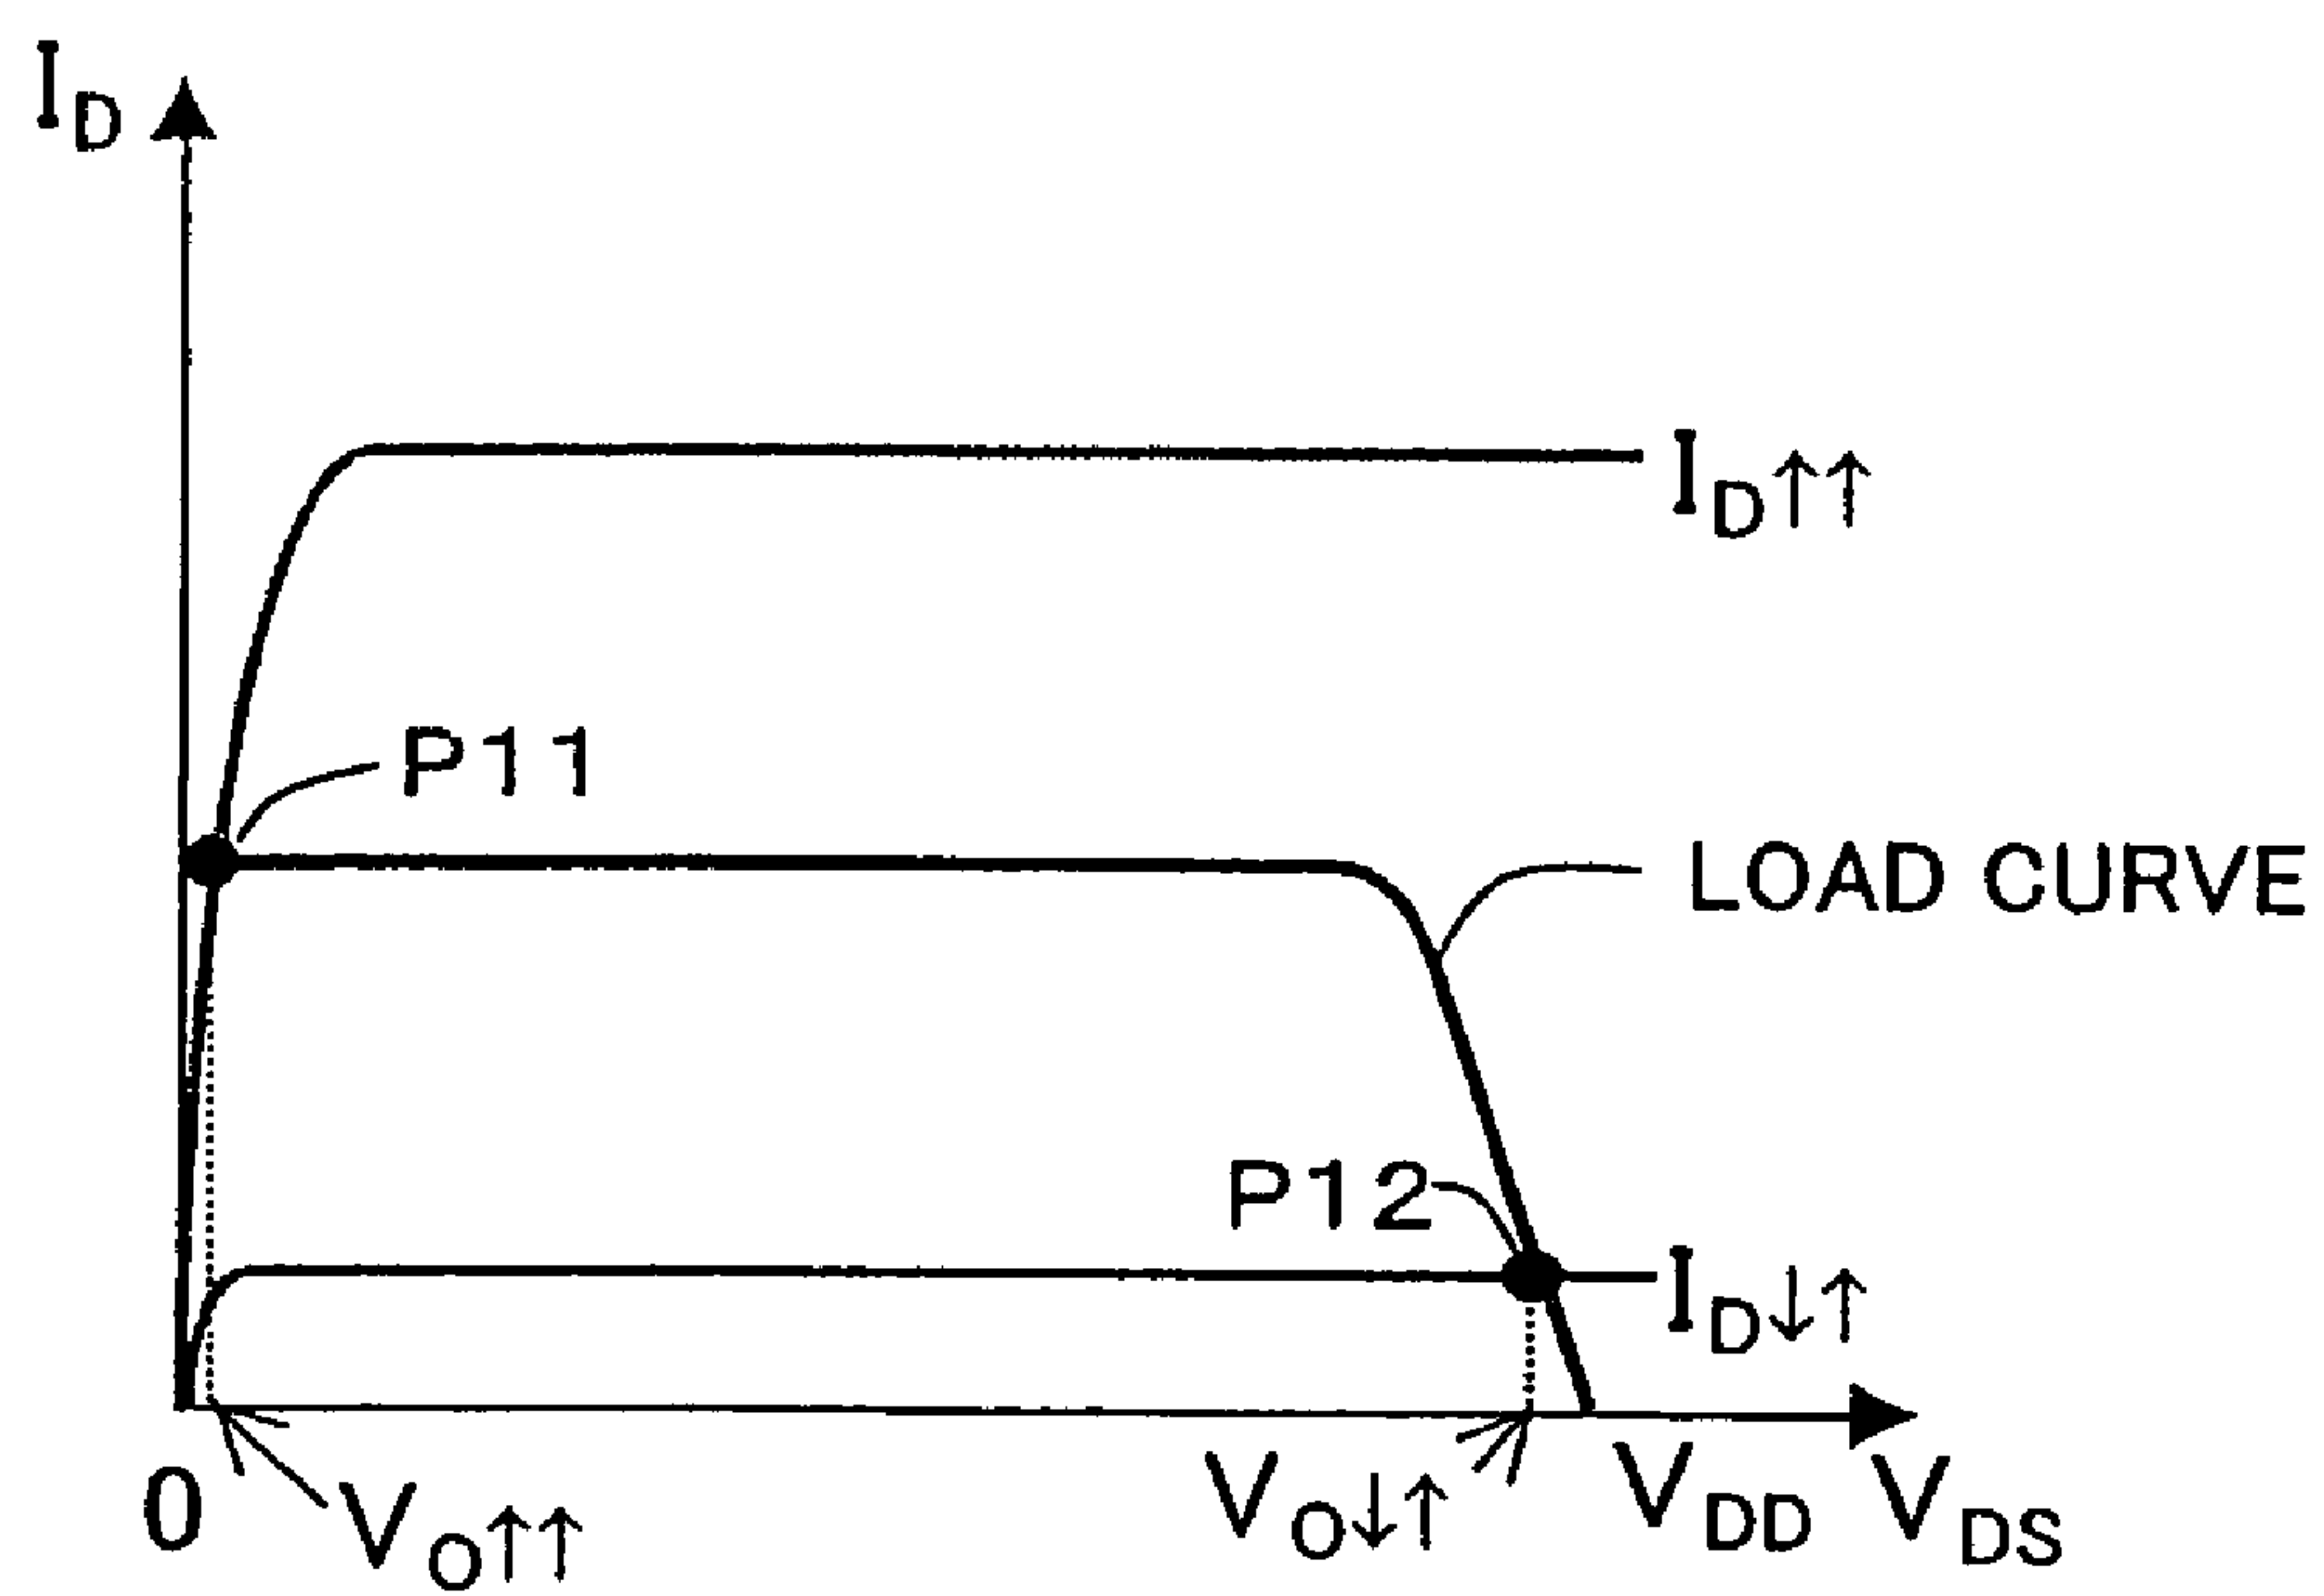 I_D
I_D↑↑
P11
LOAD CURVE
P12
I_D↓↑
0
V_O↑↑
V_O↓↑
V_DD
V_DS